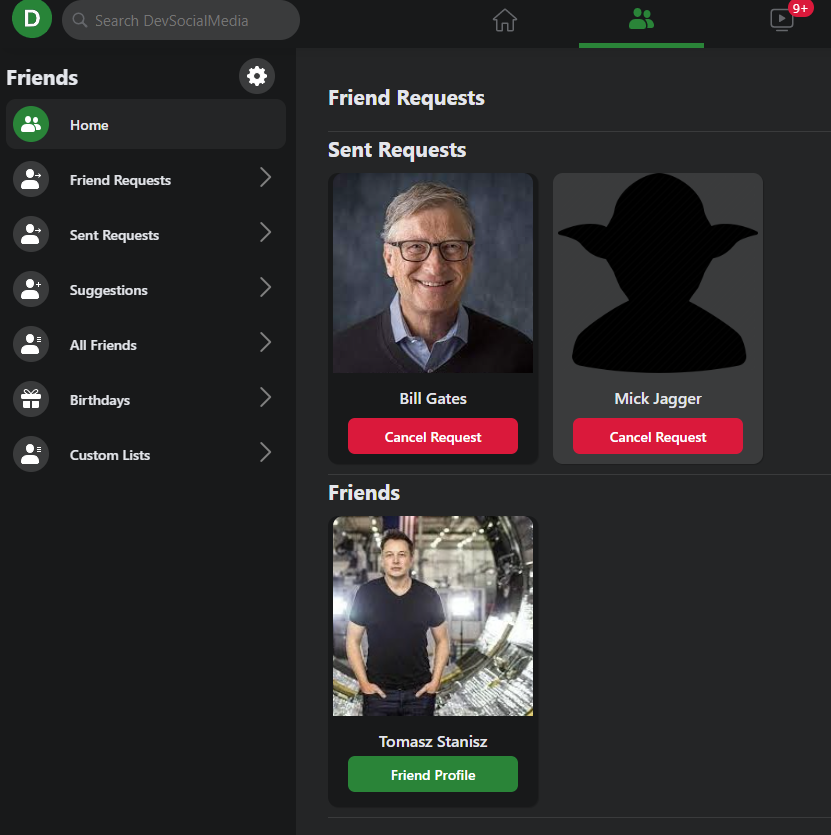 D
Search DevSocialMedia
9+
Friends
Home
Friend Requests
Sent Requests
Suggestions
All Friends
Birthdays
Custom Lists
Friend Requests
Sent Requests
Bill Gates
Mick Jagger
Cancel Request
Cancel Request
Friends
Tomasz Stanisz
Friend Profile